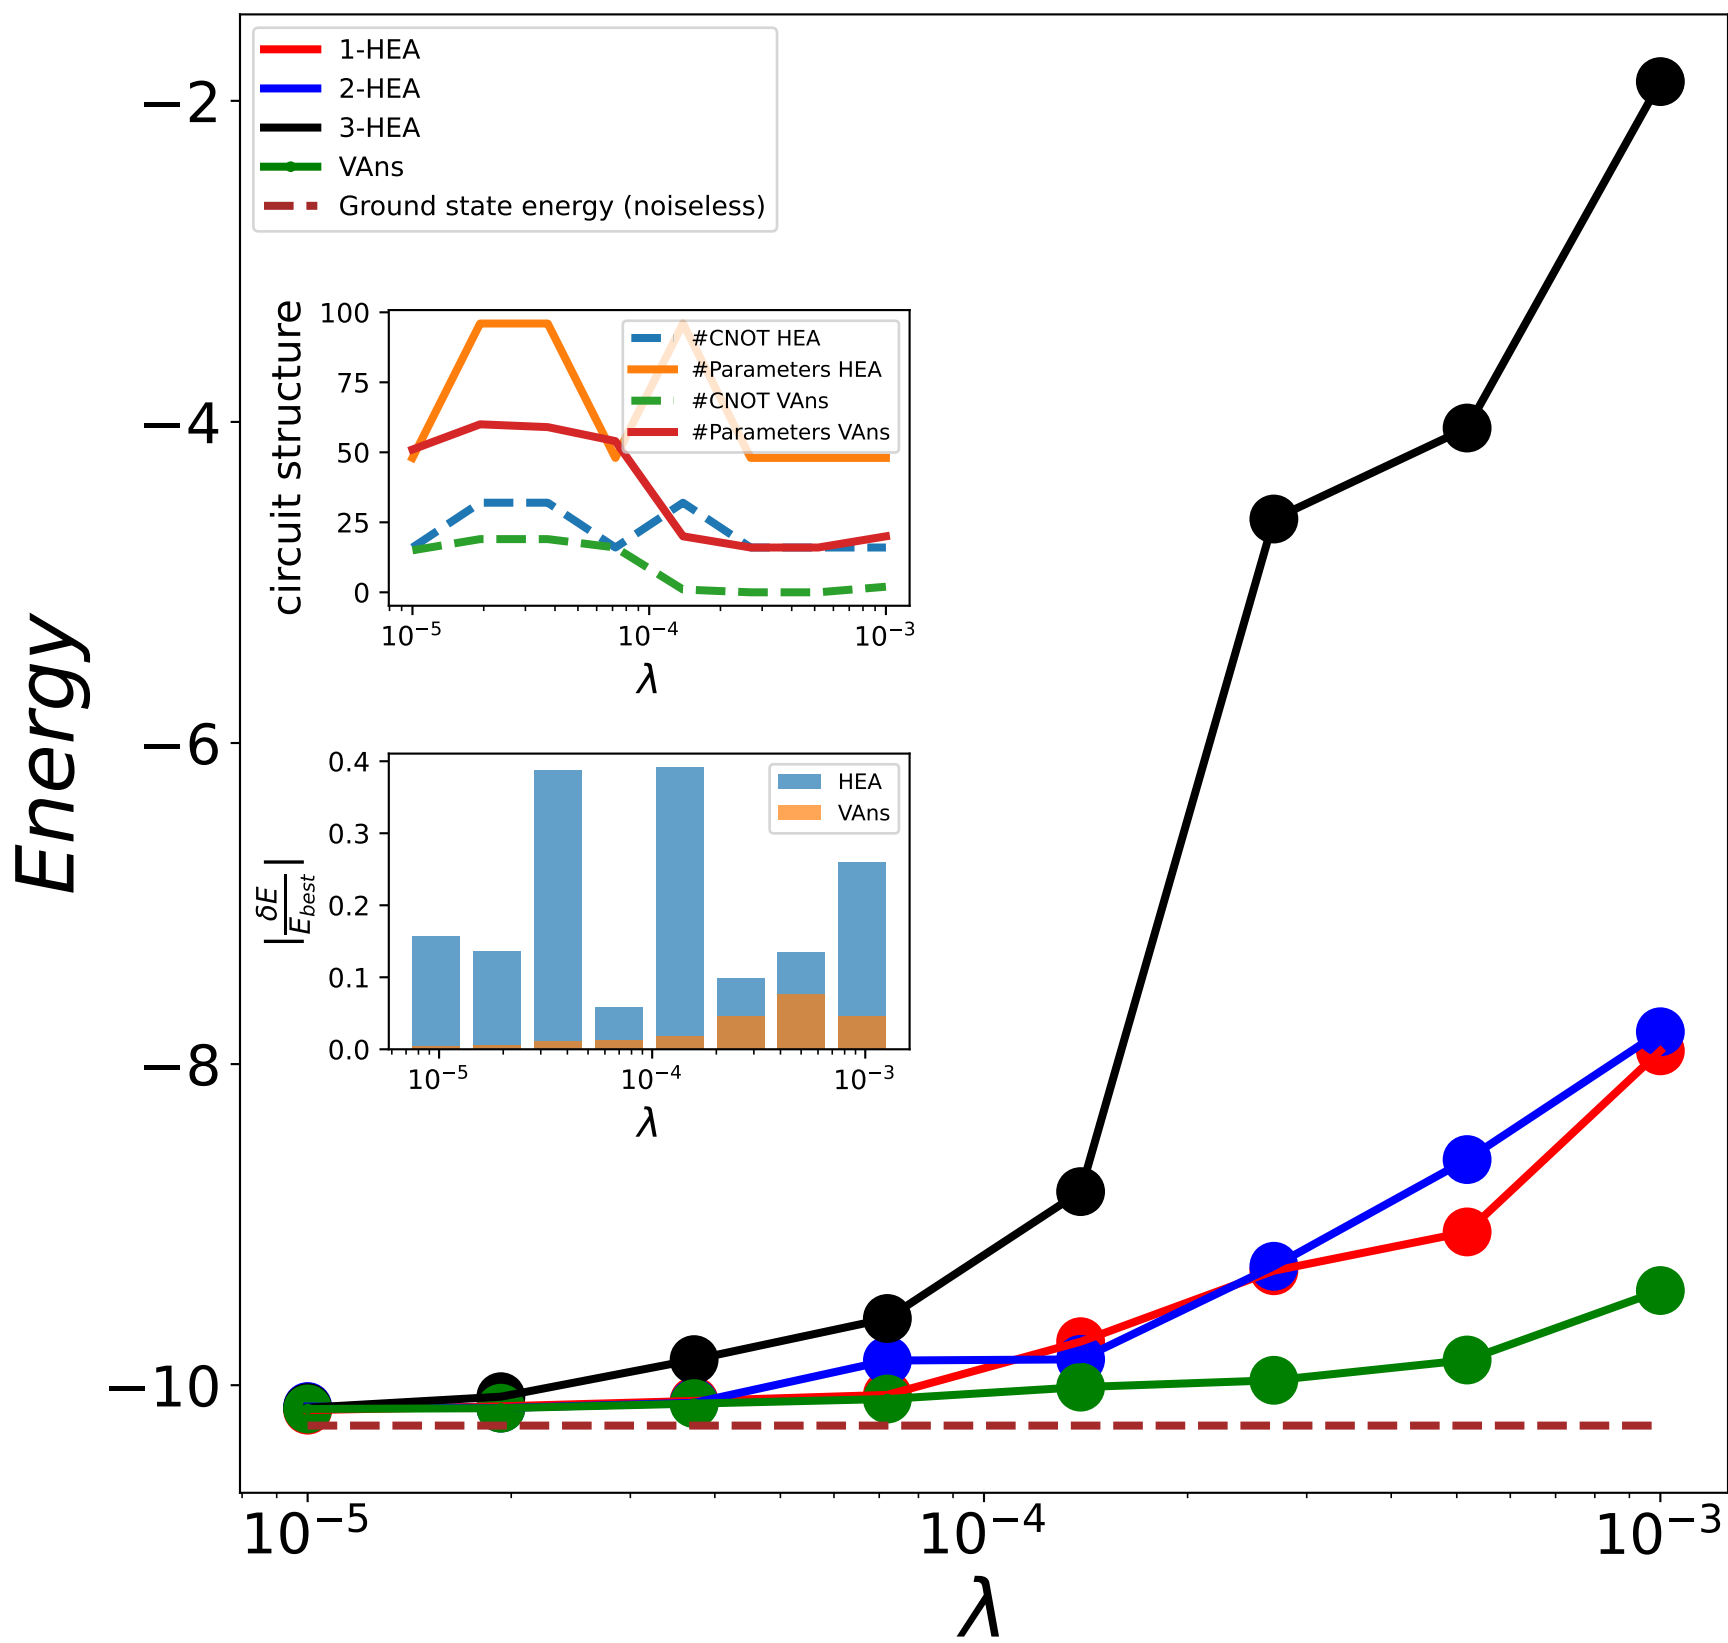 1-HEA
2-HEA
3-HEA
VAns
Ground state energy (noiseless)
−2
−4
−6
−8
−10
Energy
10⁻⁵
10⁻⁴
10⁻³
λ
circuit structure
100
75
50
25
0
#CNOT HEA
#Parameters HEA
#CNOT VAns
#Parameters VAns
10⁻⁵
10⁻⁴
10⁻³
λ
|δE/E_best|
0.4
0.3
0.2
0.1
0.0
HEA
VAns
10⁻⁵
10⁻⁴
10⁻³
λ